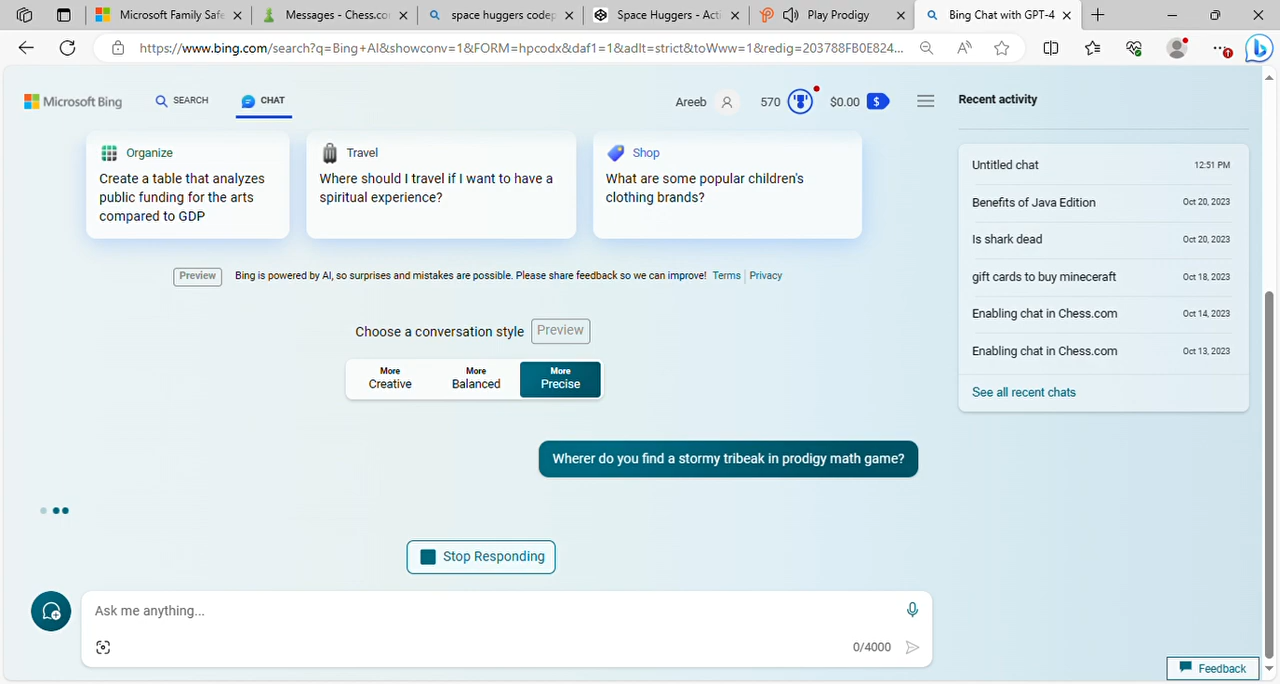 Microsoft Family Safe
Messages - Chess.co
space huggers codep
Space Huggers - Acti
Play Prodigy
Bing Chat with GPT-4
https://www.bing.com/search?q=Bing+AI&showconv=1&FORM=hpcodx&daf1=1&adlt=strict&toWww=1&redig=203788FB0E824...
Microsoft Bing
SEARCH
CHAT
Areeb
570
$0.00
Recent activity
Organize
Create a table that analyzes
public funding for the arts
compared to GDP
Travel
Where should I travel if I want to have a
spiritual experience?
Shop
What are some popular children's
clothing brands?
Untitled chat 12:51 PM
Benefits of Java Edition Oct 20, 2023
Is shark dead Oct 20, 2023
gift cards to buy mineceraft Oct 18, 2023
Enabling chat in Chess.com Oct 14, 2023
Enabling chat in Chess.com Oct 13, 2023
See all recent chats
Preview Bing is powered by AI, so surprises and mistakes are possible. Please share feedback so we can improve! Terms Privacy
Choose a conversation style Preview
More
Creative
More
Balanced
More
Precise
Wherer do you find a stormy tribeak in prodigy math game?
Stop Responding
Ask me anything...
0/4000
Feedback